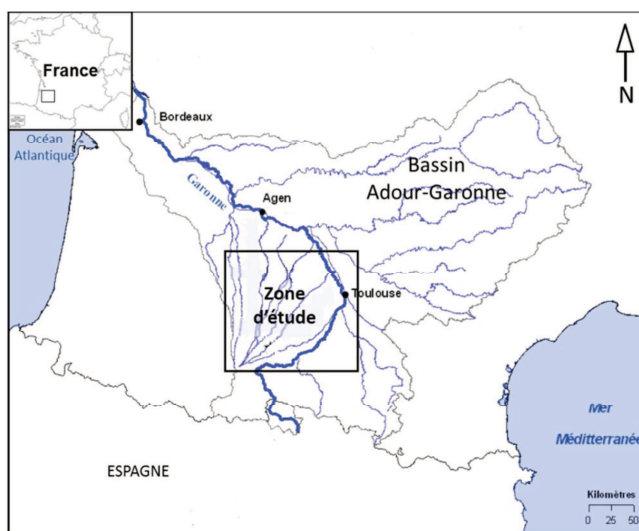 France
N
Bordeaux
Océan
Atlantique
Garonne
Bassin
Adour-Garonne
Agen
Zone
d'étude
Toulouse
Mer
Méditerranée
ESPAGNE
Kilomètres
0 25 50